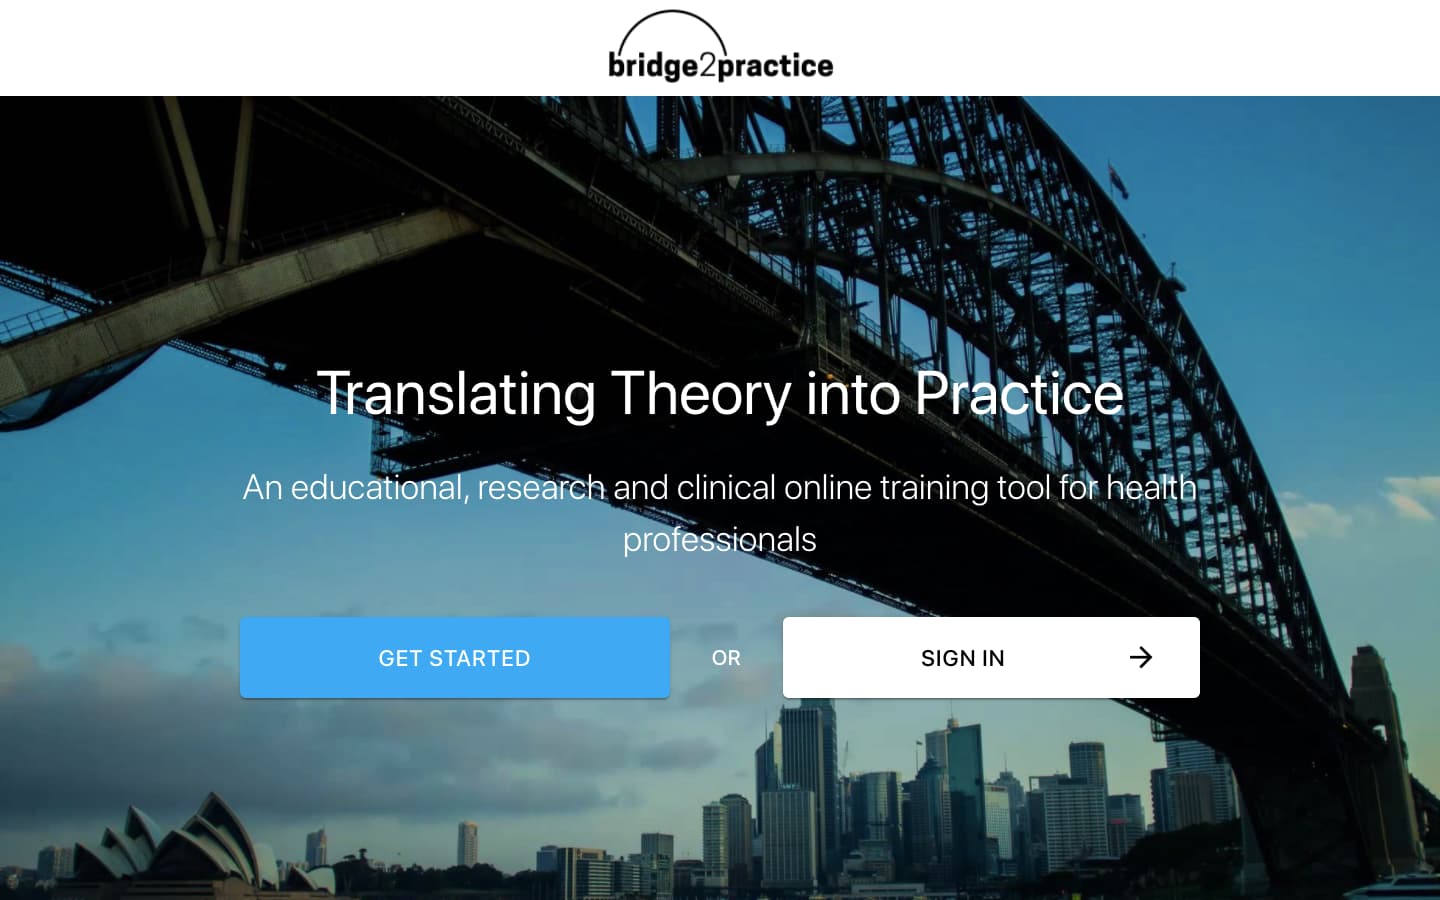 bridge2practice
Translating Theory into Practice
An educational, research and clinical online training tool for health
professionals
GET STARTED
OR
SIGN IN